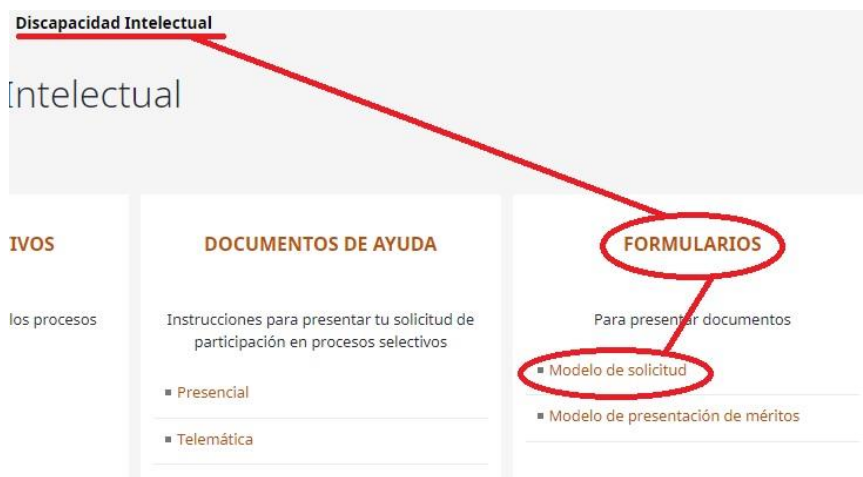 Discapacidad Intelectual
Intelectual
IVOS
los procesos
DOCUMENTOS DE AYUDA
Instrucciones para presentar tu solicitud de
participación en procesos selectivos
Presencial
Telemática
FORMULARIOS
Para presentar documentos
Modelo de solicitud
Modelo de presentación de méritos